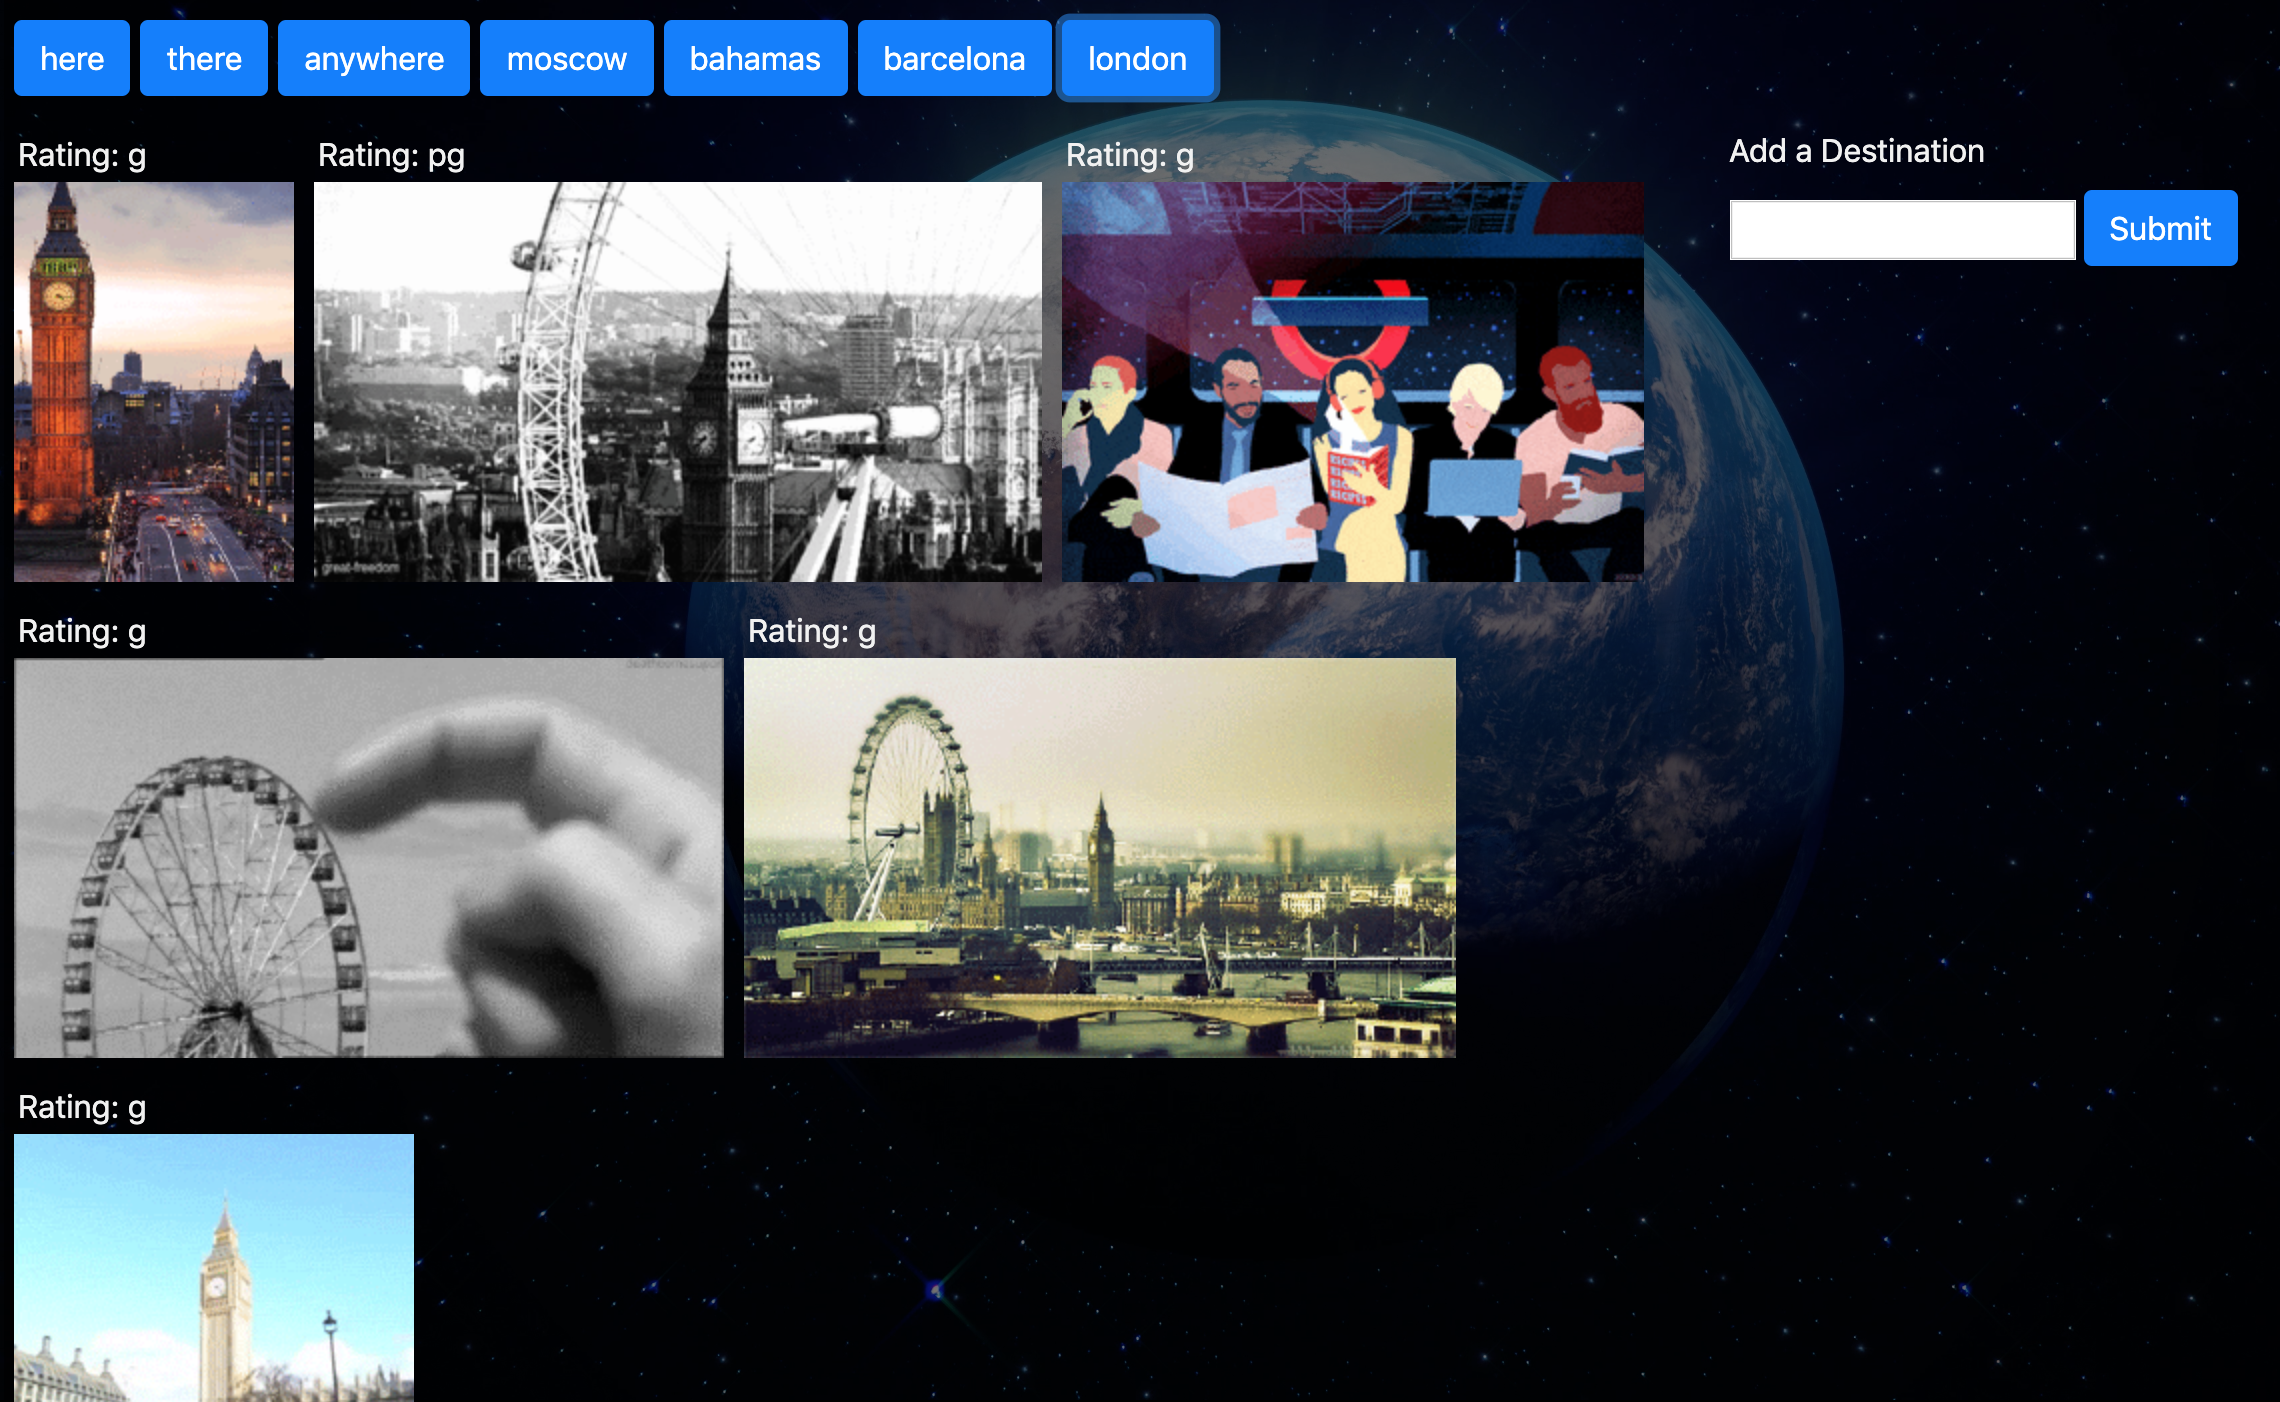 here there anywhere moscow bahamas barcelona london
Rating: g
Rating: pg
Rating: g
Add a Destination
Submit
great-freedom
RECIPES
Rating: g
Rating: g
Rating: g